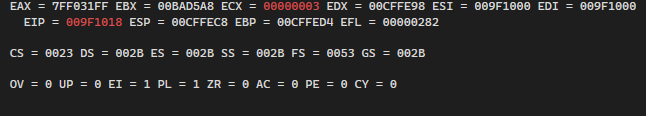 EAX = 7FF031FF EBX = 00BAD5A8 ECX = 00000003 EDX = 00CFFE98 ESI = 009F1000 EDI = 009F1000
EIP = 009F1018 ESP = 00CFFEC8 EBP = 00CFFED4 EFL = 00000282
CS = 0023 DS = 002B ES = 002B SS = 002B FS = 0053 GS = 002B
OV = 0 UP = 0 EI = 1 PL = 1 ZR = 0 AC = 0 PE = 0 CY = 0